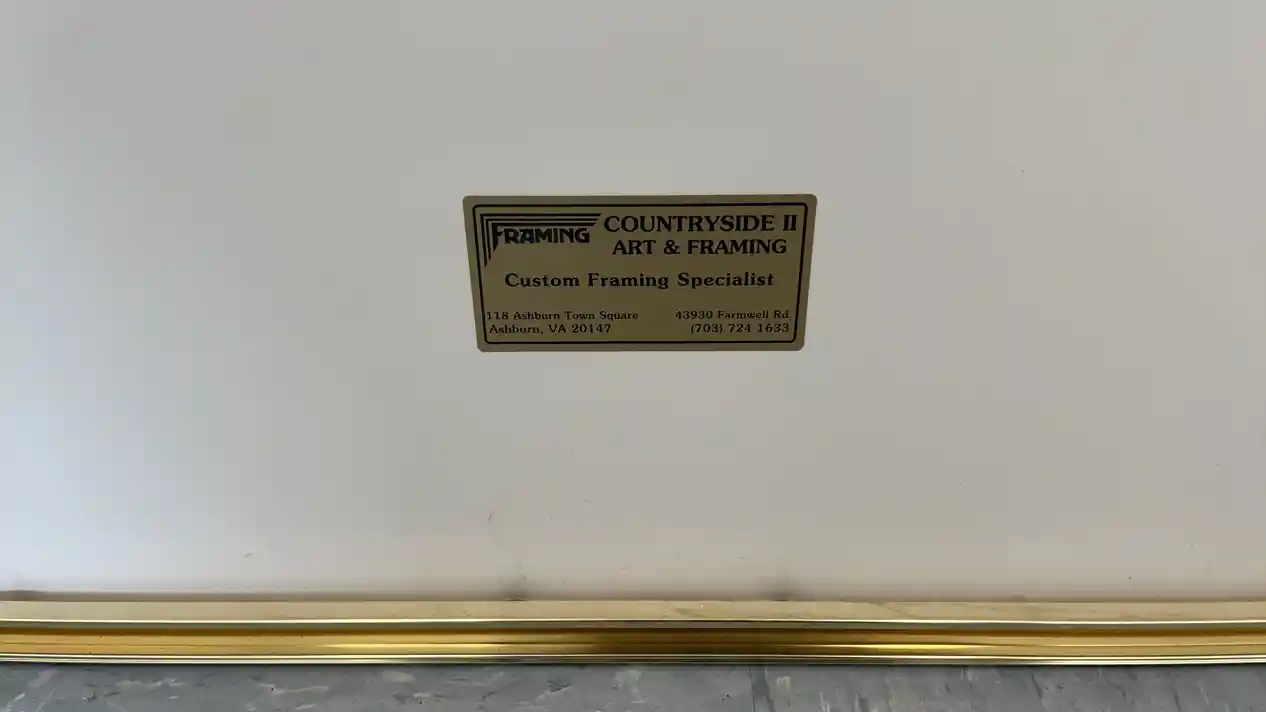 FRAMING
COUNTRYSIDE II
ART & FRAMING
Custom Framing Specialist
118 Ashburn Town Square
Ashburn, VA 20147
43930 Farmwell Rd.
(703) 724 1633